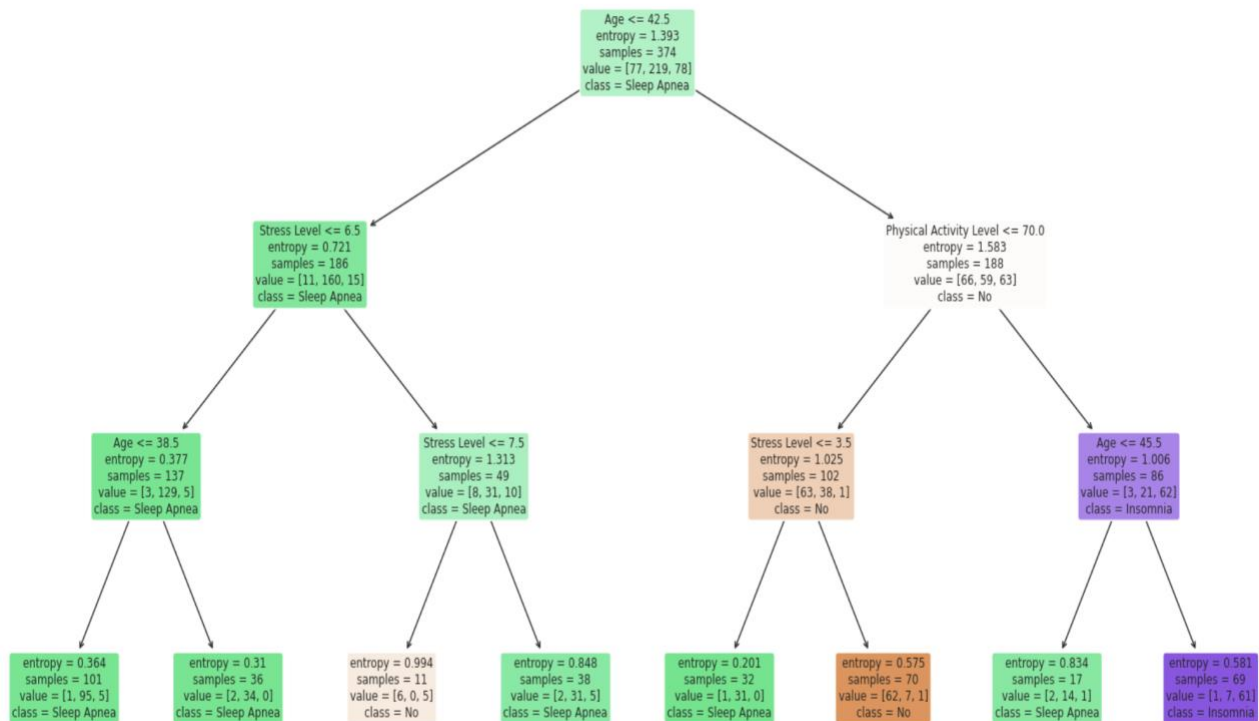 Age <= 42.5
entropy = 1.393
samples = 374
value = [77, 219, 78]
class = Sleep Apnea
Stress Level <= 6.5
entropy = 0.721
samples = 186
value = [11, 160, 15]
class = Sleep Apnea
Physical Activity Level <= 70.0
entropy = 1.583
samples = 188
value = [66, 59, 63]
class = No
Age <= 38.5
entropy = 0.377
samples = 137
value = [3, 129, 5]
class = Sleep Apnea
Stress Level <= 7.5
entropy = 1.313
samples = 49
value = [8, 31, 10]
class = Sleep Apnea
Stress Level <= 3.5
entropy = 1.025
samples = 102
value = [63, 38, 1]
class = No
Age <= 45.5
entropy = 1.006
samples = 86
value = [3, 21, 62]
class = Insomnia
entropy = 0.364
samples = 101
value = [1, 95, 5]
class = Sleep Apnea
entropy = 0.31
samples = 36
value = [2, 34, 0]
class = Sleep Apnea
entropy = 0.994
samples = 11
value = [6, 0, 5]
class = No
entropy = 0.848
samples = 38
value = [2, 31, 5]
class = Sleep Apnea
entropy = 0.201
samples = 32
value = [1, 31, 0]
class = Sleep Apnea
entropy = 0.575
samples = 70
value = [62, 7, 1]
class = No
entropy = 0.834
samples = 17
value = [2, 14, 1]
class = Sleep Apnea
entropy = 0.581
samples = 69
value = [1, 7, 61]
class = Insomnia